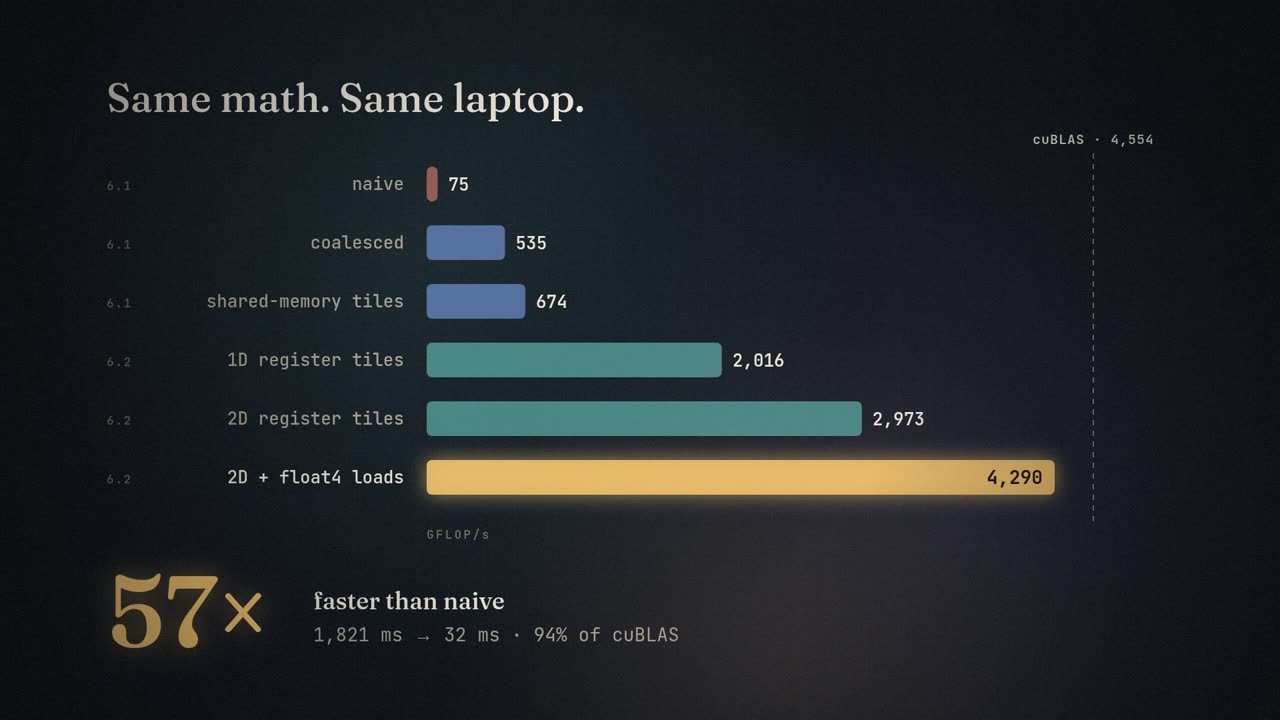 Same math. Same laptop.
cuBLAS · 4,554
6.1 naive 75
6.1 coalesced 535
6.1 shared-memory tiles 674
6.2 1D register tiles 2,016
6.2 2D register tiles 2,973
6.2 2D + float4 loads 4,290
GFLOP/s
57×
faster than naive
1,821 ms → 32 ms · 94% of cuBLAS